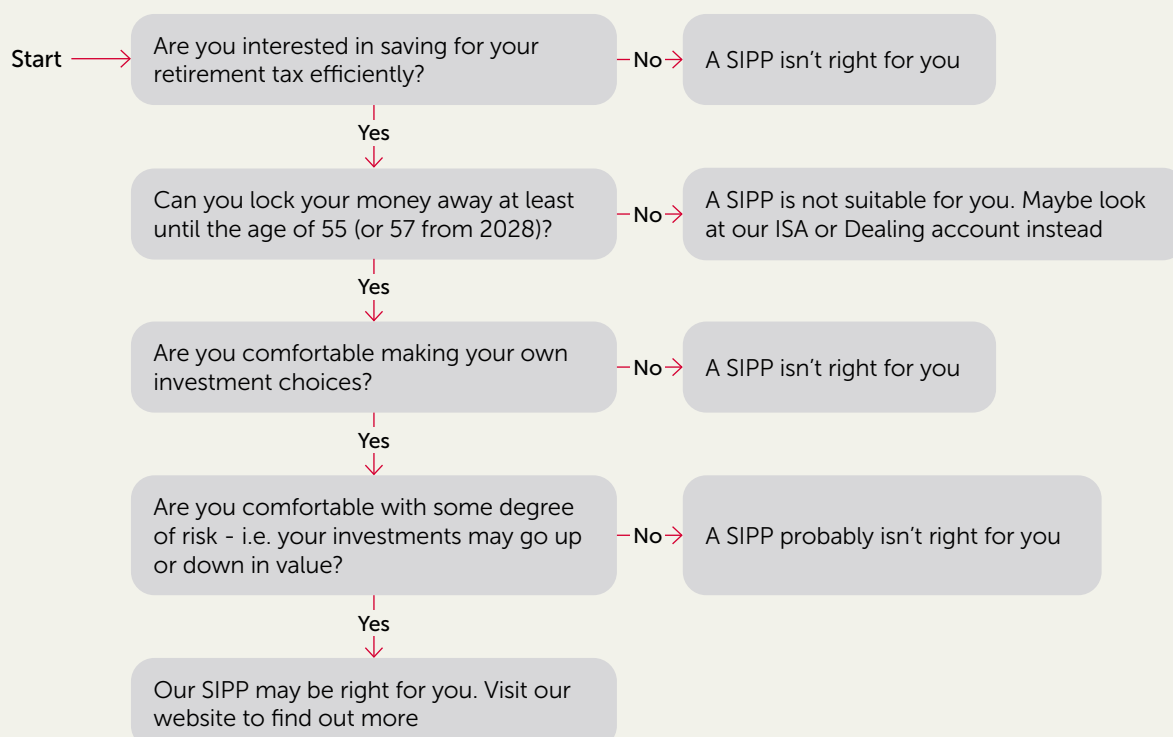 Start
Are you interested in saving for your
retirement tax efficiently?
No
A SIPP isn’t right for you
Yes
Can you lock your money away at least
until the age of 55 (or 57 from 2028)?
No
A SIPP is not suitable for you. Maybe look
at our ISA or Dealing account instead
Yes
Are you comfortable making your own
investment choices?
No
A SIPP isn’t right for you
Yes
Are you comfortable with some degree
of risk - i.e. your investments may go up
or down in value?
No
A SIPP probably isn’t right for you
Yes
Our SIPP may be right for you. Visit our
website to find out more